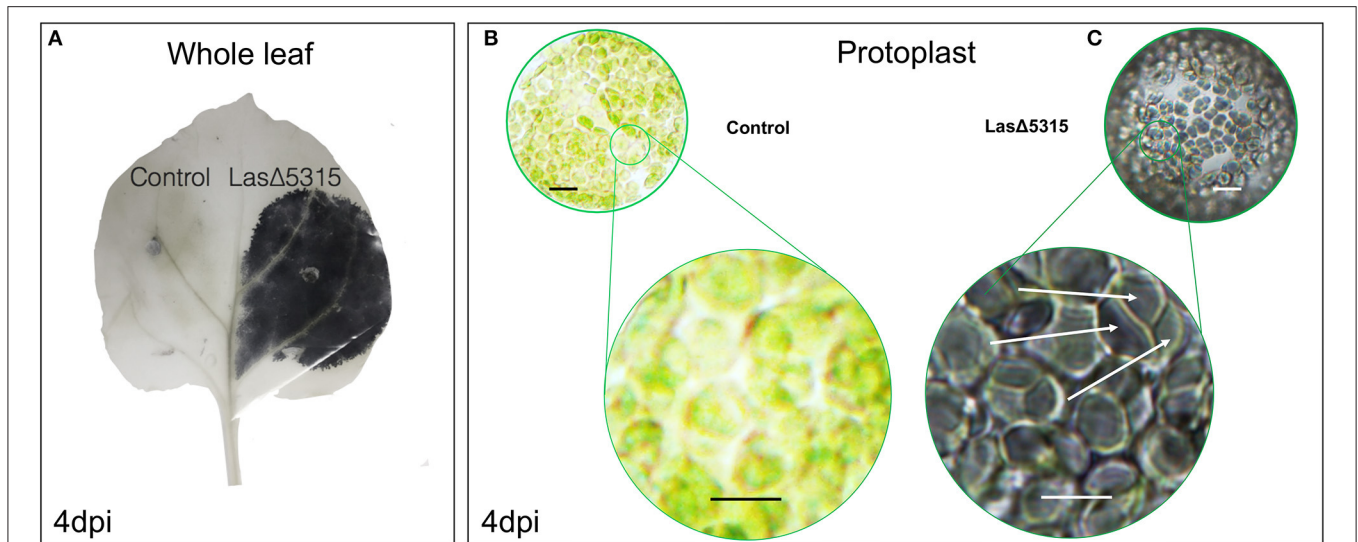 A
Whole leaf
Control LasΔ5315
4dpi
B
Protoplast
C
Control
LasΔ5315
4dpi